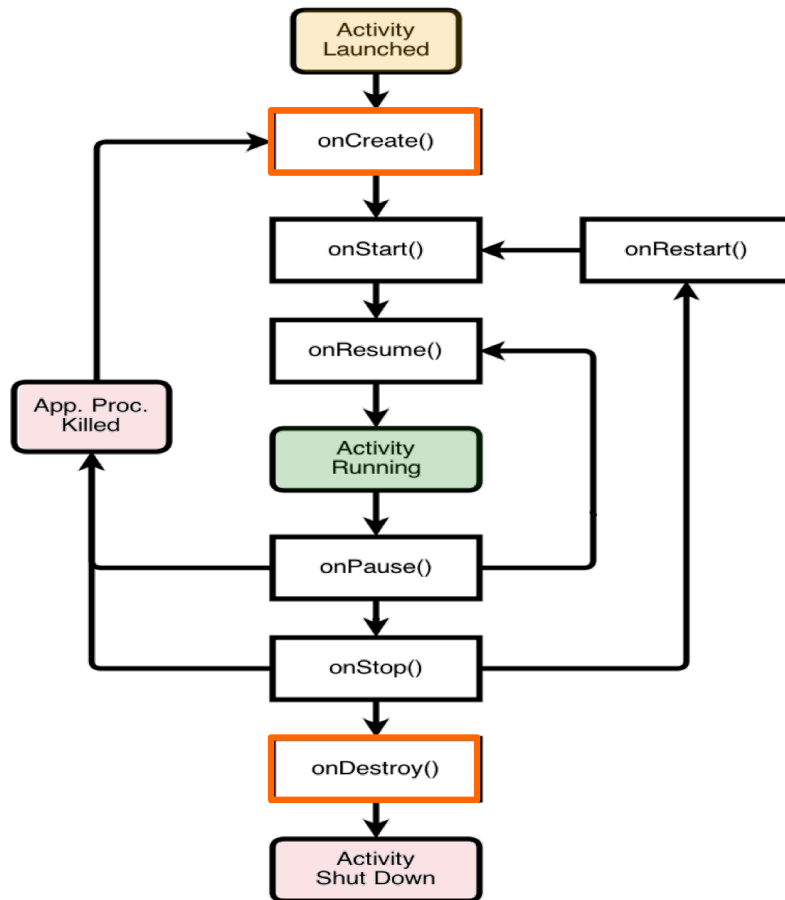 Activity
Launched
onCreate()
onStart()
onRestart()
onResume()
App. Proc.
Killed
Activity
Running
onPause()
onStop()
onDestroy()
Activity
Shut Down